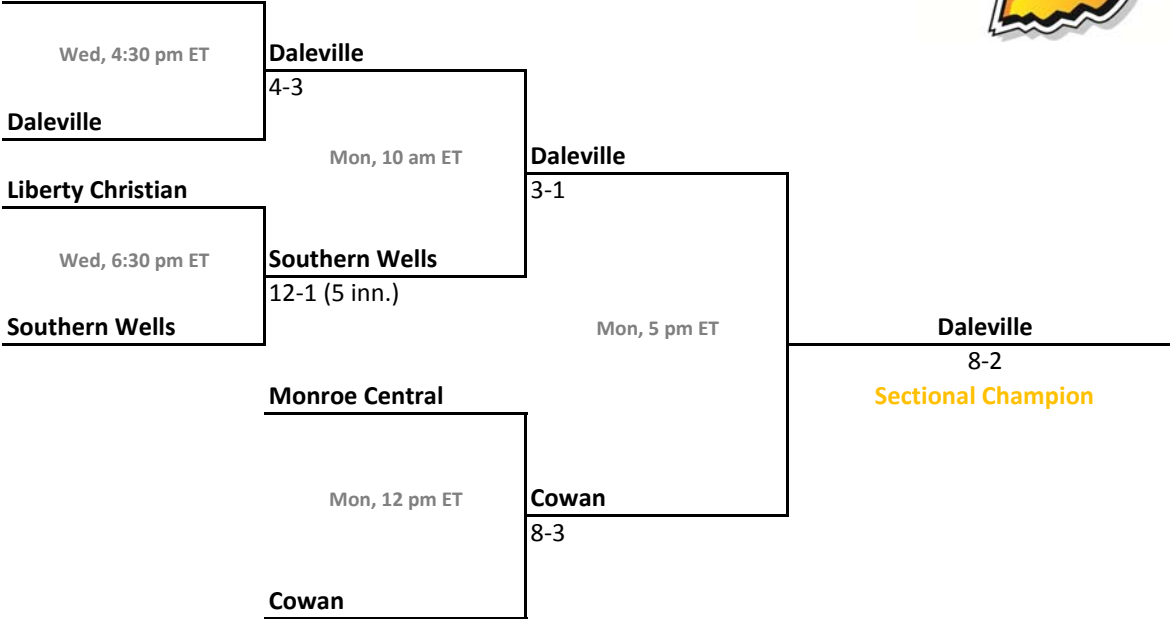 Wed, 4:30 pm ET
Daleville
4-3
Daleville
Mon, 10 am ET
Daleville
3-1
Liberty Christian
Wed, 6:30 pm ET
Southern Wells
12-1 (5 inn.)
Southern Wells
Mon, 5 pm ET
Daleville
8-2
Sectional Champion
Monroe Central
Mon, 12 pm ET
Cowan
8-3
Cowan